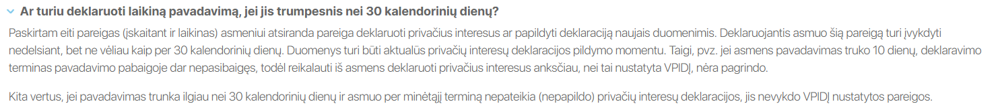 Ar turiu deklaruoti laikiną pavadavimą, jei jis trumpesnis nei 30 kalendorinių dienų?
Paskirtam eiti pareigas (įskaitant ir laikinas) asmeniui atsiranda pareiga deklaruoti privačius interesus ar papildyti deklaraciją naujais duomenimis. Deklaruojantis asmuo šią pareigą turi įvykdyti
nedelsiant, bet ne vėliau kaip per 30 kalendorinių dienų. Duomenys turi būti aktualūs privačių interesų deklaracijos pildymo momentu. Taigi, pvz. jei asmens pavadavimas truko 10 dienų, deklaravimo
terminas pavadavimo pabaigoje dar nepasibaigęs, todėl reikalauti iš asmens deklaruoti privačius interesus anksčiau, nei tai nustatyta VPIDĮ, nėra pagrindo.
Kita vertus, jei pavadavimas trunka ilgiau nei 30 kalendorinių dienų ir asmuo per minėtąjį terminą nepateikia (nepapildo) privačių interesų deklaracijos, jis nevykdo VPIDĮ nustatytos pareigos.